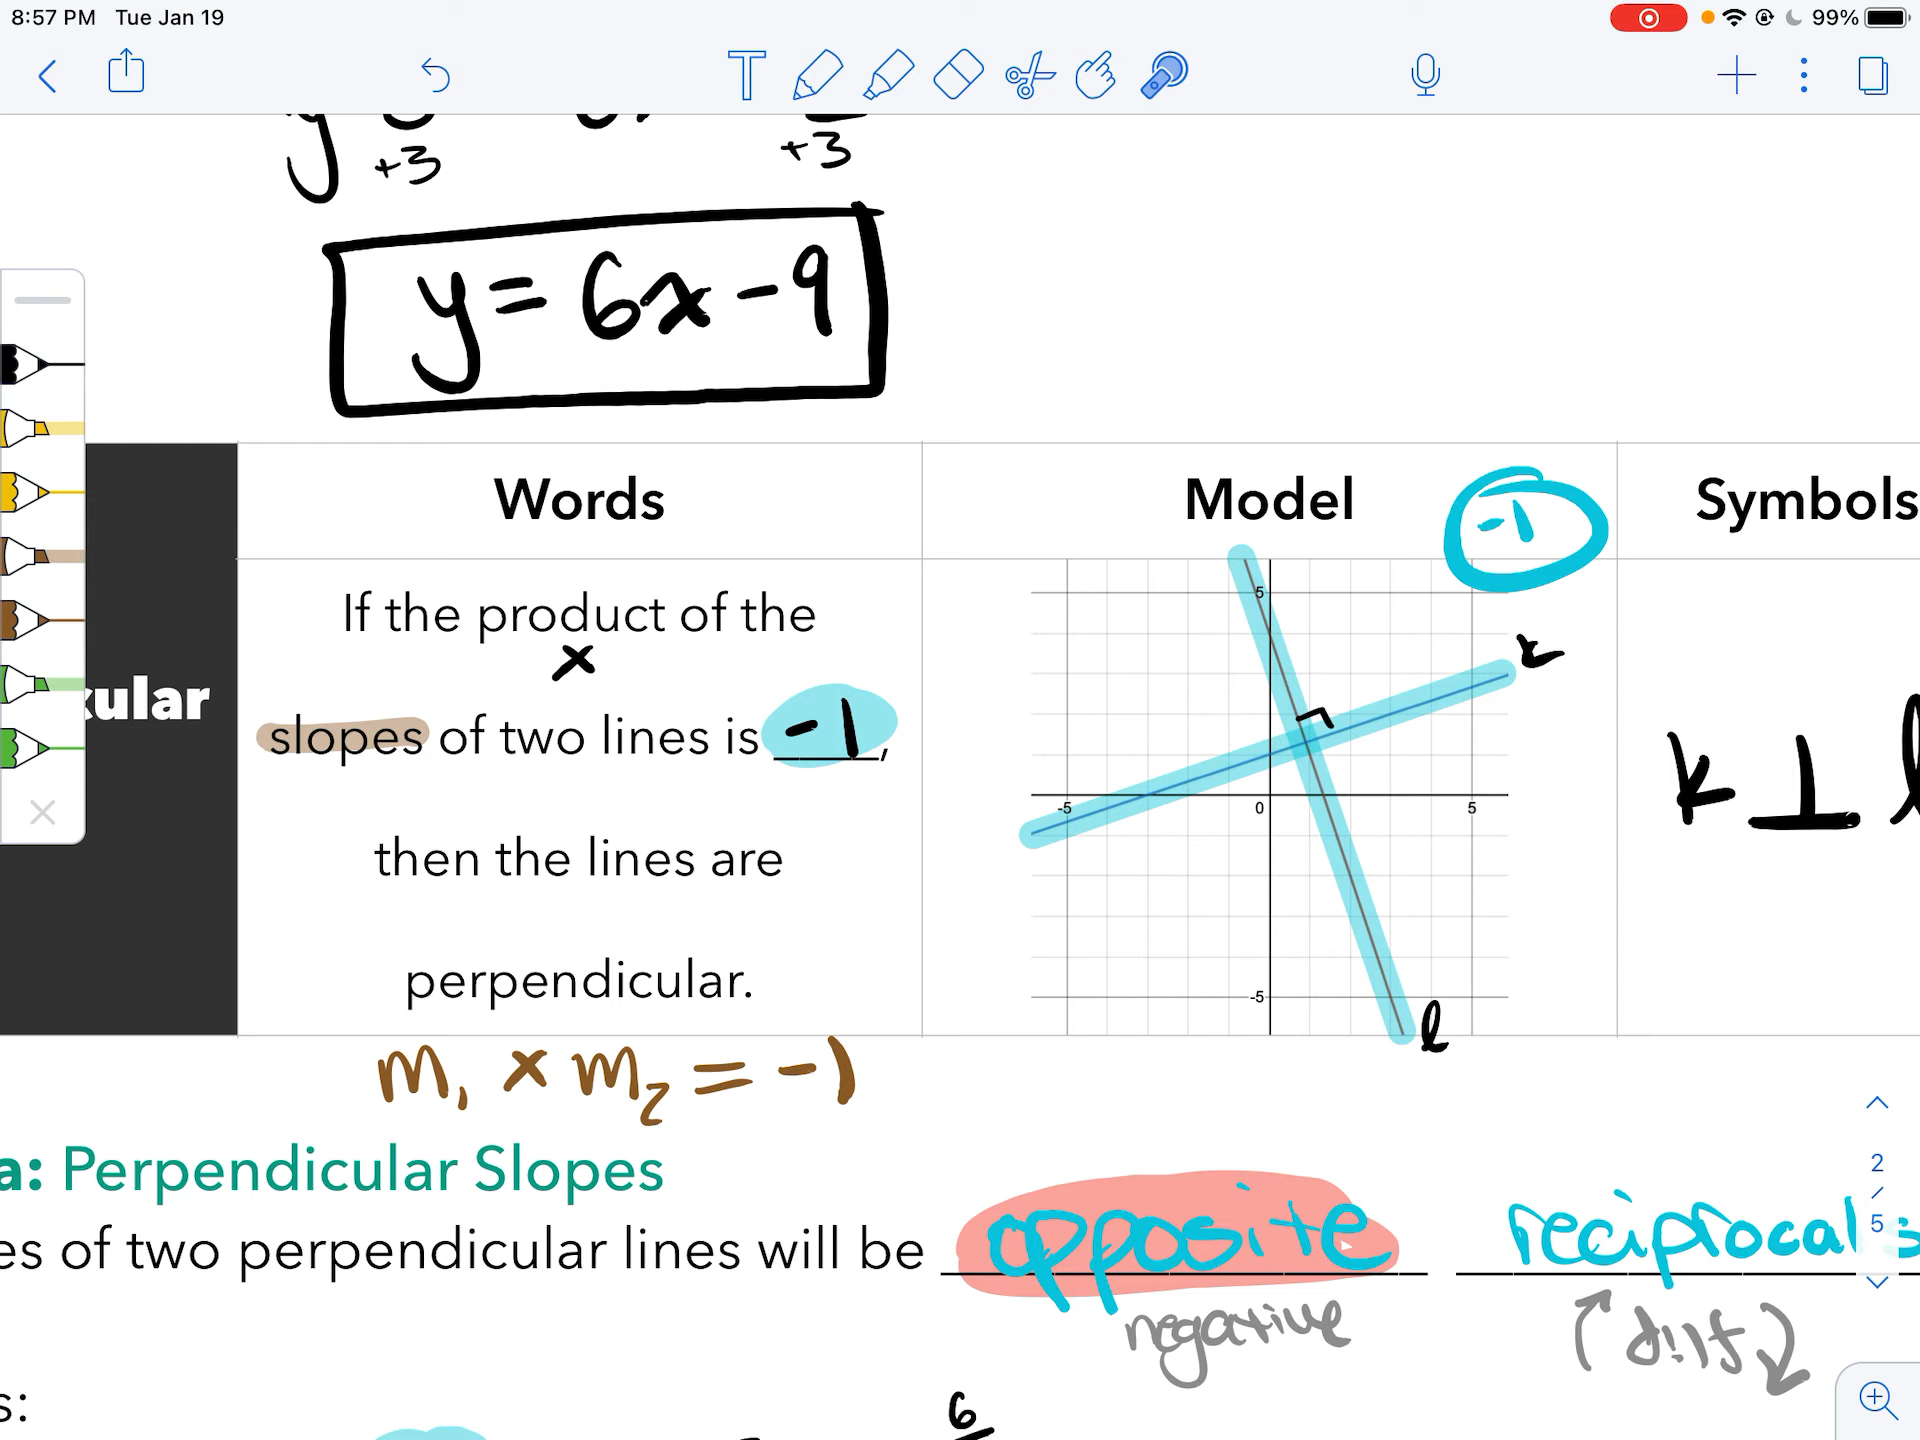 8:57 PM Tue Jan 19
99%
+3 +3
y = 6x - 9
Words Model -1 Symbols
If the product of the
x
slopes of two lines is -1,
then the lines are
perpendicular.
cular
5
-5 0 5
-5
k
l
k ⊥ l
m₁ x m₂ = -1
a: Perpendicular Slopes
es of two perpendicular lines will be opposite reciprocals
negative flip
2
/
5
s:
6